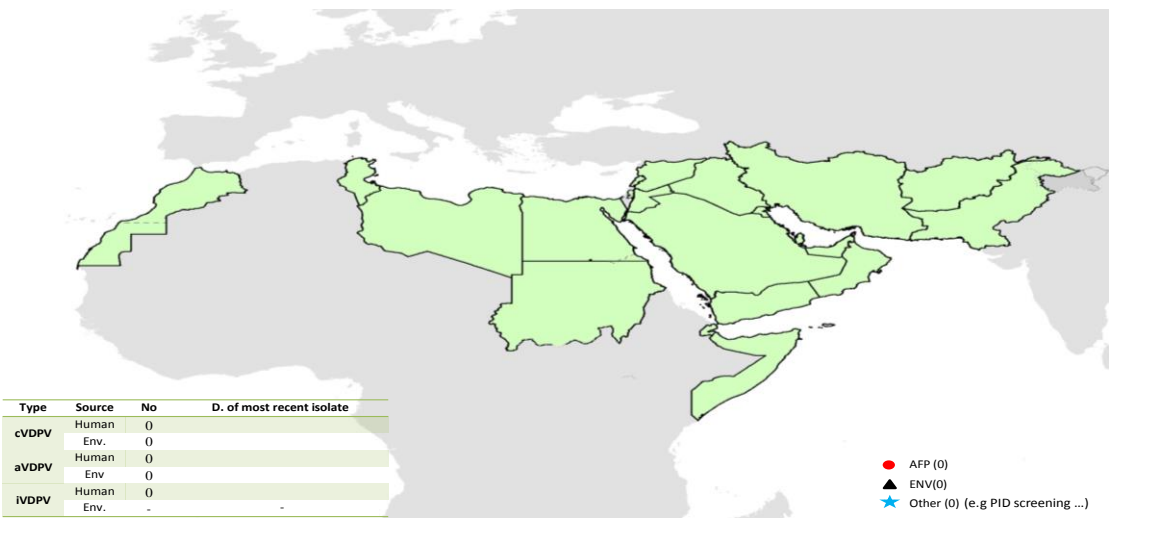 Type Source No D. of most recent isolate
cVDPV Human 0
Env. 0
aVDPV Human 0
Env 0
iVDPV Human 0
Env. - -
AFP (0)
ENV(0)
Other (0) (e.g PID screening ...)